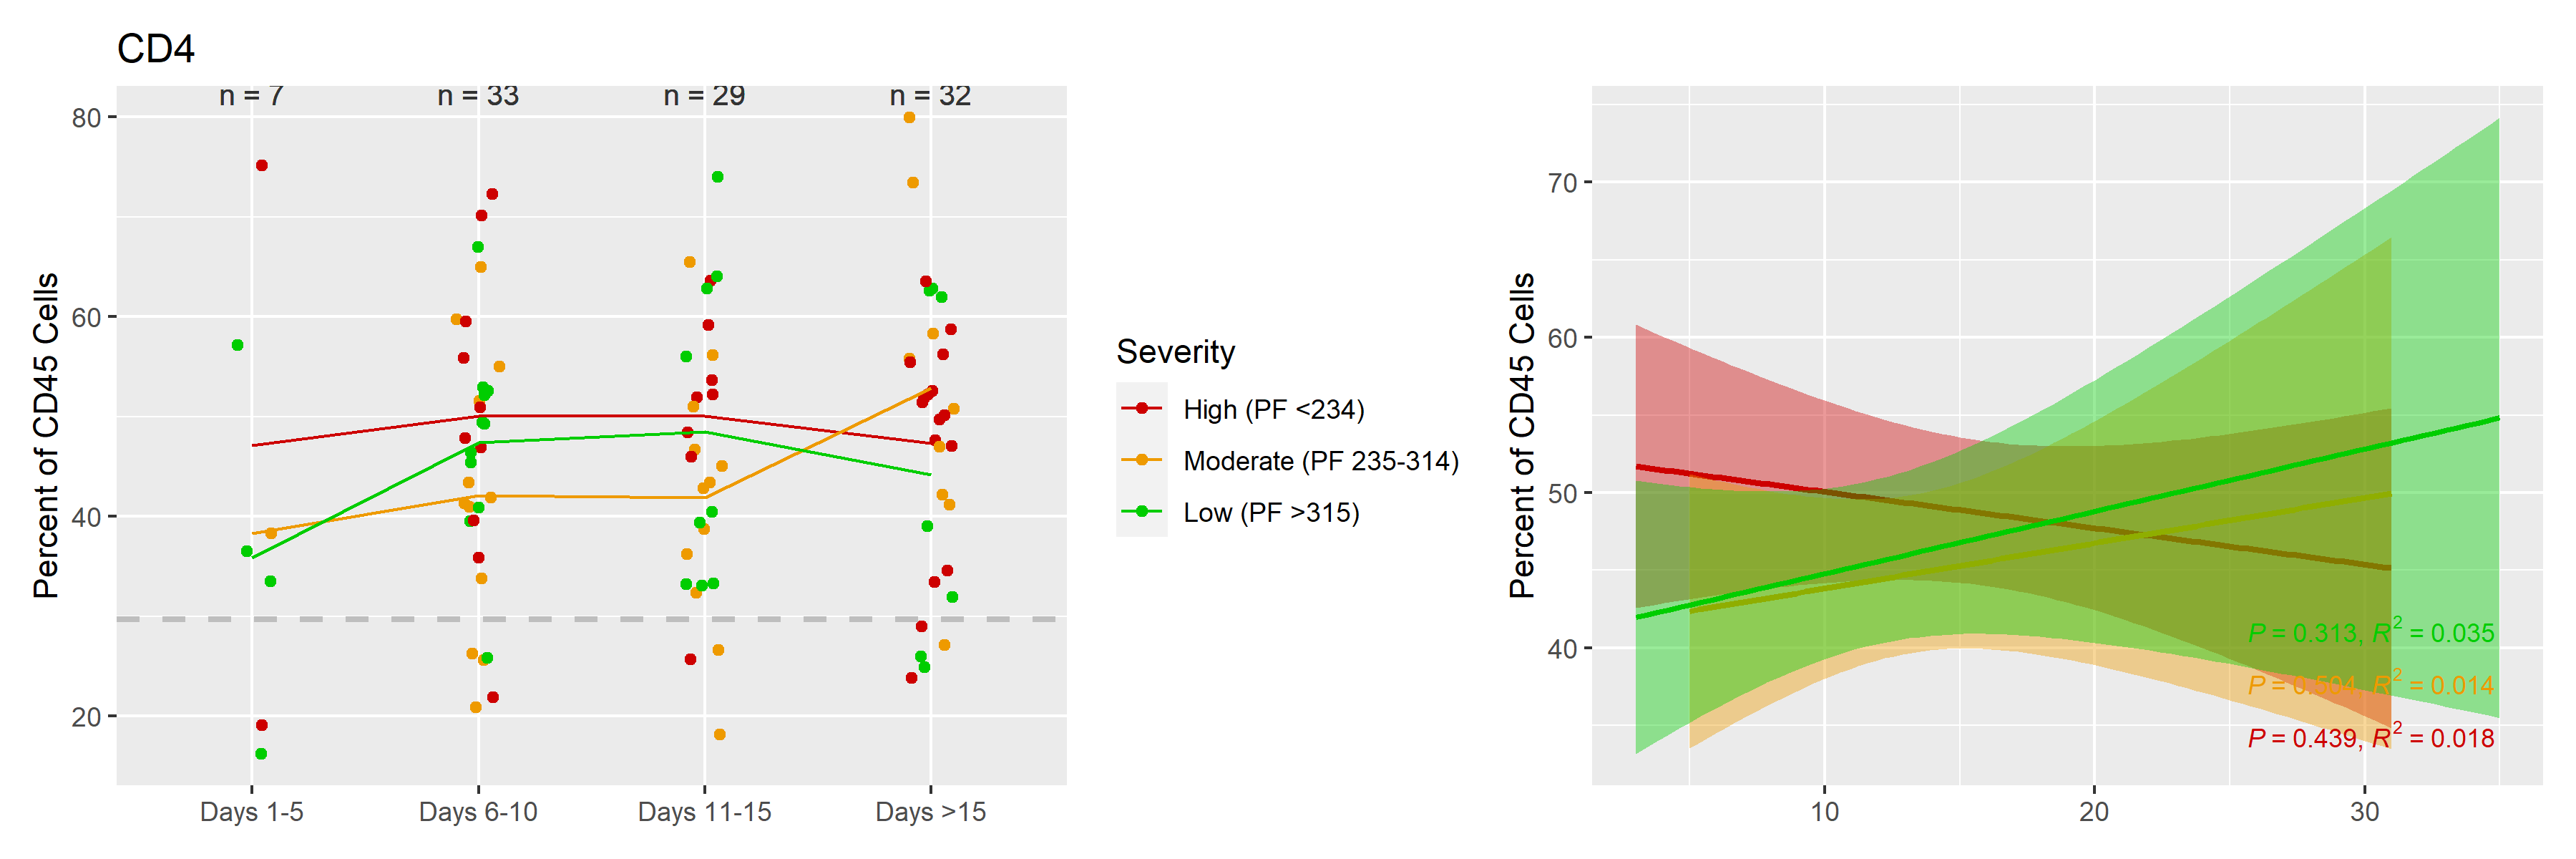 CD4
n = 7
n = 33
n = 29
n = 32
Percent of CD45 Cells
80
60
40
20
Days 1-5
Days 6-10
Days 11-15
Days >15
Severity
High (PF <234)
Moderate (PF 235-314)
Low (PF >315)
Percent of CD45 Cells
70
60
50
40
P = 0.313, R² = 0.035
P = 0.504, R² = 0.014
P = 0.439, R² = 0.018
10
20
30